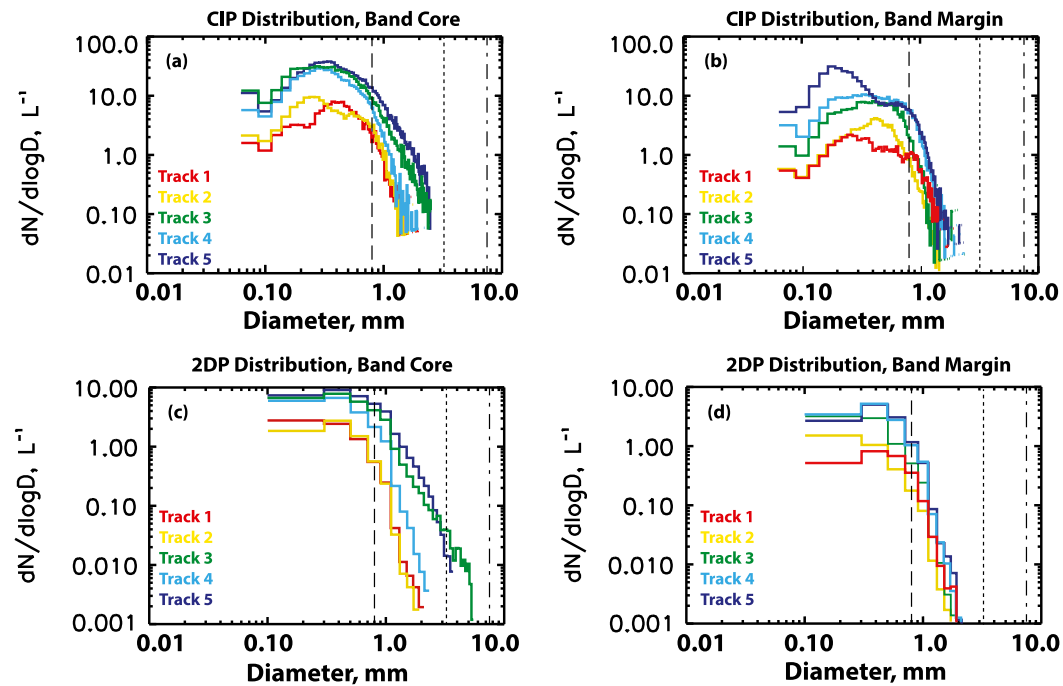 CIP Distribution, Band Core
(a)
100.0
10.0
1.0
0.10
0.01
dN/dlogD, L⁻¹
Track 1
Track 2
Track 3
Track 4
Track 5
0.01 0.10 1.0 10.0
Diameter, mm
CIP Distribution, Band Margin
(b)
100.0
10.0
1.0
0.10
0.01
dN/dlogD, L⁻¹
Track 1
Track 2
Track 3
Track 4
Track 5
0.01 0.10 1.0 10.0
Diameter, mm
2DP Distribution, Band Core
(c)
10.00
1.00
0.10
0.010
0.001
dN/dlogD, L⁻¹
Track 1
Track 2
Track 3
Track 4
Track 5
0.01 0.10 1.0 10.0
Diameter, mm
2DP Distribution, Band Margin
(d)
10.00
1.00
0.10
0.010
0.001
dN/dlogD, L⁻¹
Track 1
Track 2
Track 3
Track 4
Track 5
0.01 0.10 1.0 10.0
Diameter, mm